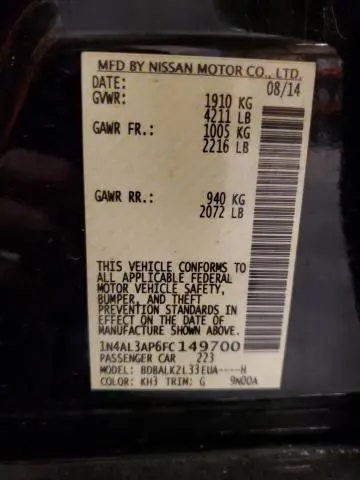 MFD BY NISSAN MOTOR CO., LTD.
DATE: 08/14
GVWR: 1910 KG
4211 LB
GAWR FR.: 1005 KG
2216 LB
GAWR RR.: 940 KG
2072 LB
THIS VEHICLE CONFORMS TO
ALL APPLICABLE FEDERAL
MOTOR VEHICLE SAFETY,
BUMPER, AND THEFT
PREVENTION STANDARDS
IN EFFECT ON THE DATE OF
MANUFACTURE SHOWN ABOVE.
1N4AL3AP6FC149700
PASSENGER CAR 223
MODEL: BDBALK2L33EUA----H
COLOR: KH3 TRIM: G 9N00A